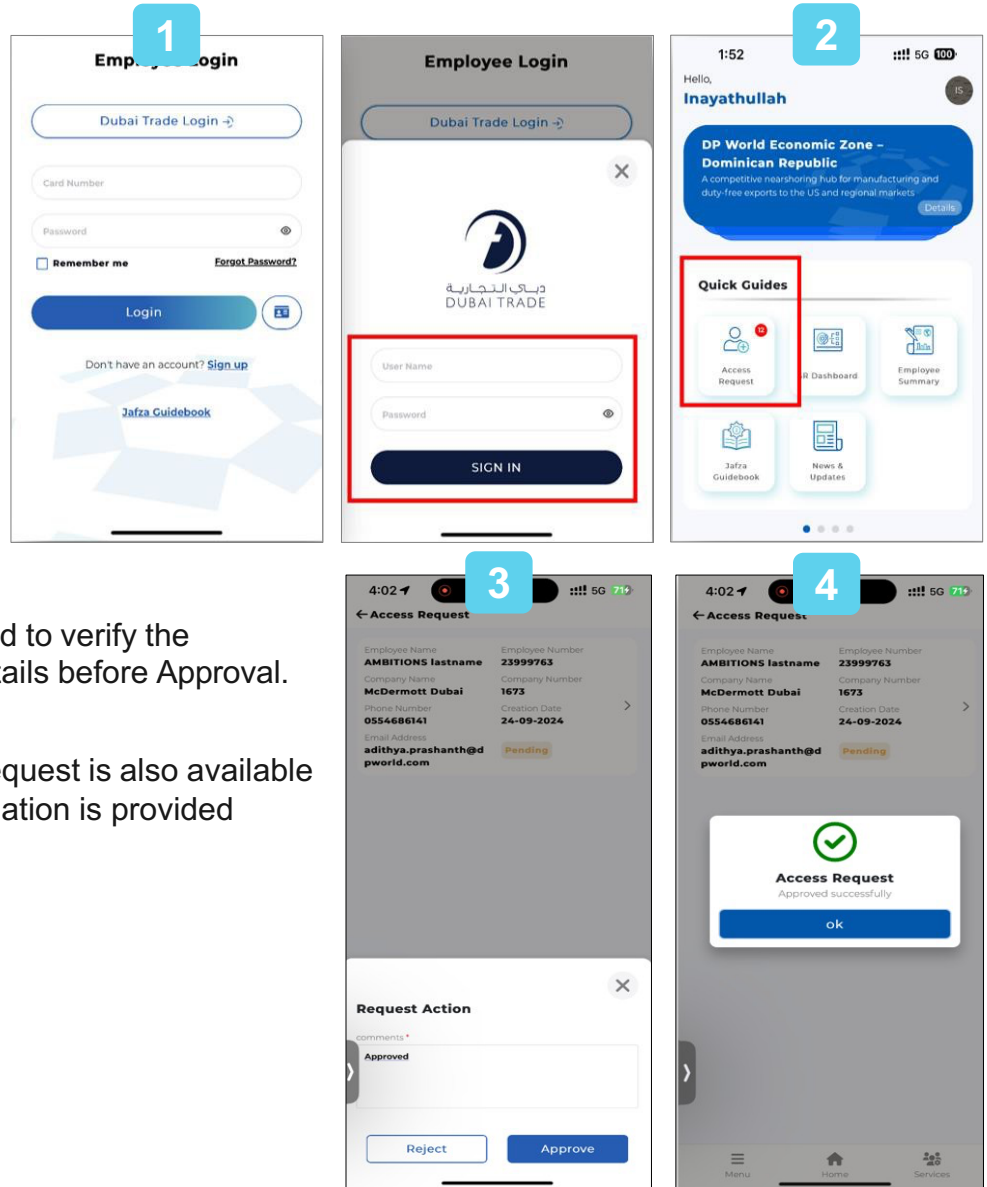 1
Employee Login
Dubai Trade Login
Card Number
Password
Remember me
Forgot Password?
Login
Don't have an account? Sign up
Jafza Guidebook
Employee Login
Dubai Trade Login
دبي التجارية
DUBAI TRADE
User Name
Password
SIGN IN
2
1:52
5G 100
Hello,
Inayathullah
IS
DP World Economic Zone –
Dominican Republic
A competitive nearshoring hub for manufacturing and
duty-free exports to the US and regional markets
Details
Quick Guides
12
Access
Request
Dashboard
Employee
Summary
Jafza
Guidebook
News &
Updates
d to verify the
tails before Approval.
equest is also available
ation is provided
3
4:02
5G 71
Access Request
Employee Name
Employee Number
AMBITIONS lastname
23999763
Company Name
Company Number
McDermott Dubai
1673
Phone Number
Creation Date
0554686141
24-09-2024
Email Address
adithya.prashanth@d
pworld.com
Pending
Request Action
comments *
Approved
Reject
Approve
4
4:02
5G 71
Access Request
Employee Name
Employee Number
AMBITIONS lastname
23999763
Company Name
Company Number
McDermott Dubai
1673
Phone Number
Creation Date
0554686141
24-09-2024
Email Address
adithya.prashanth@d
pworld.com
Pending
Access Request
Approved successfully
ok
Menu
Home
Services